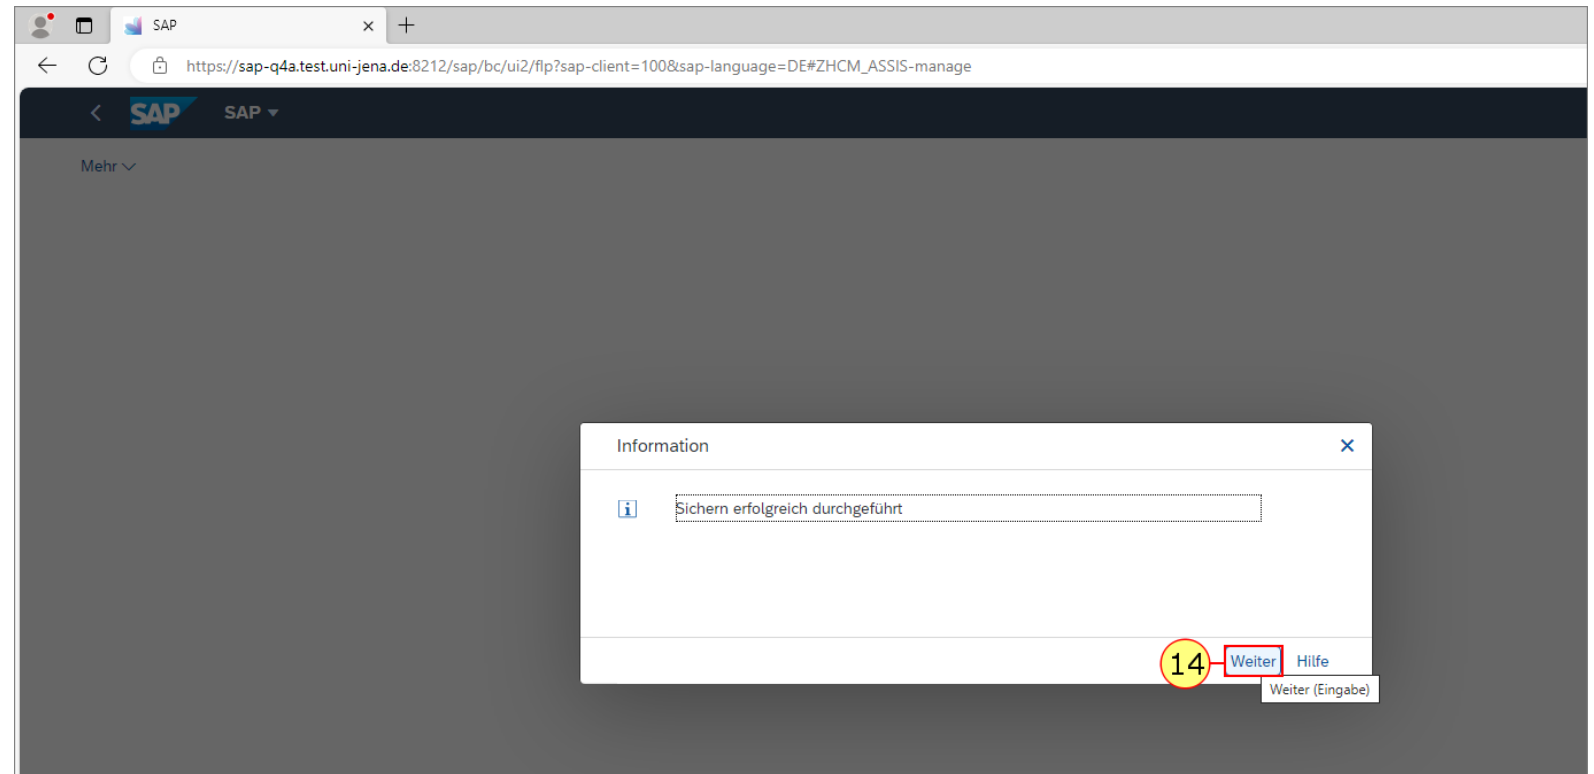 SAP
https://sap-q4a.test.uni-jena.de:8212/sap/bc/ui2/flp?sap-client=100&sap-language=DE#ZHCM_ASSIS-manage
SAP SAP
Mehr
Information
i Sichern erfolgreich durchgeführt
14 Weiter Hilfe
Weiter (Eingabe)